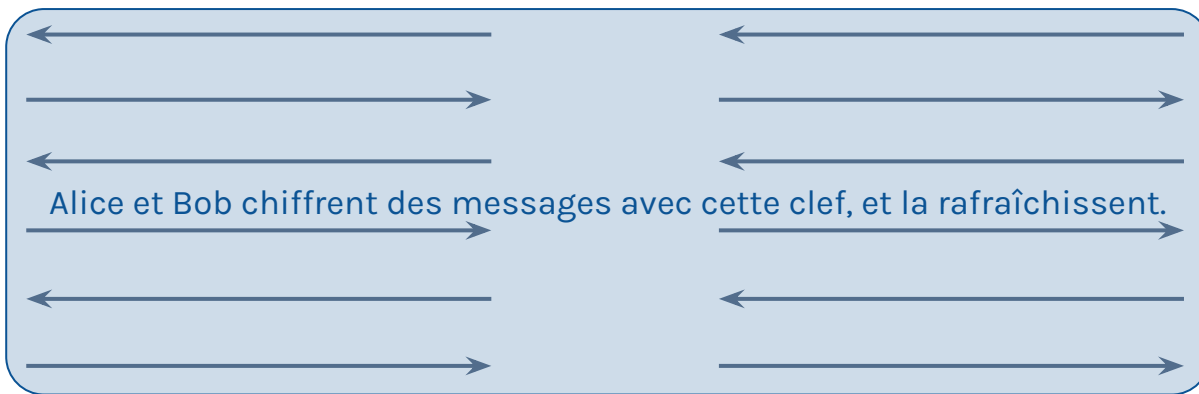 Alice et Bob chiffrent des messages avec cette clef, et la rafraîchissent.